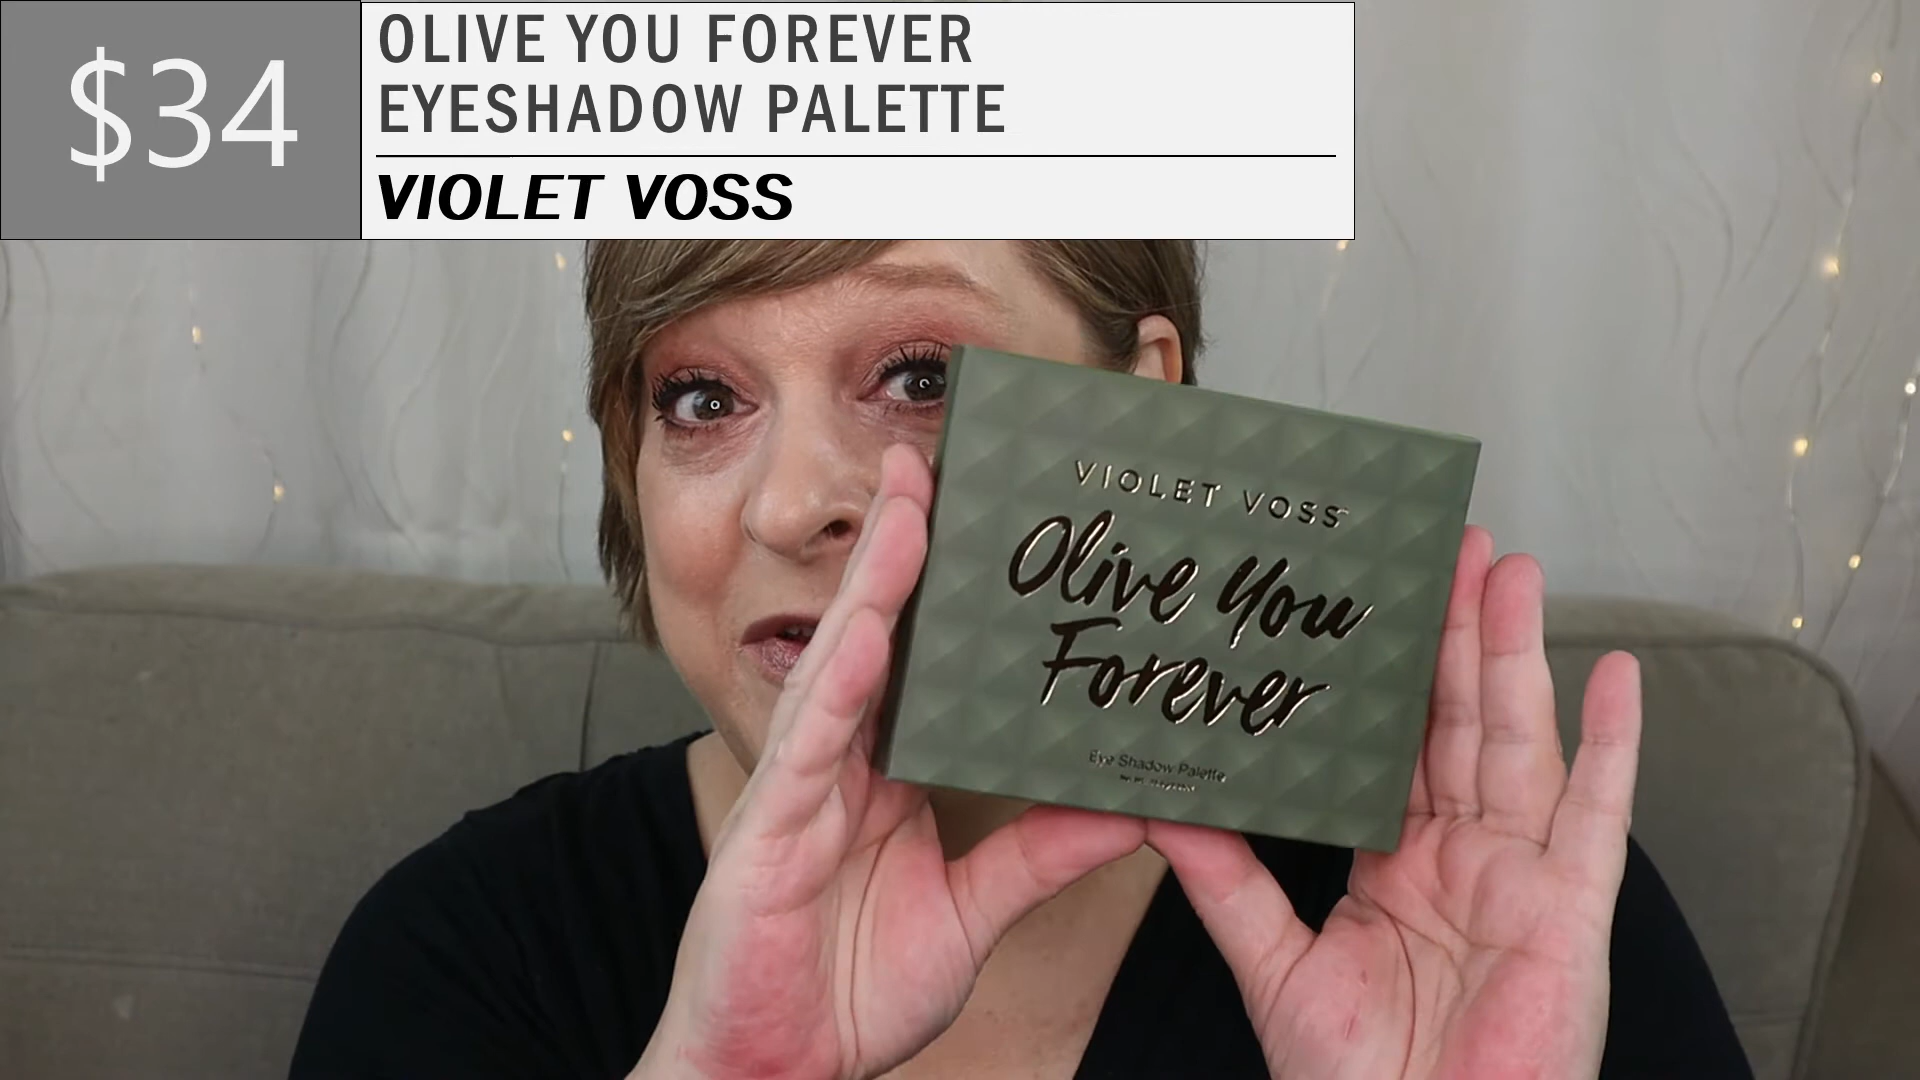 $34
OLIVE YOU FOREVER
EYESHADOW PALETTE
VIOLET VOSS
VIOLET VOSS
Olive You
Forever
Eye Shadow Palette